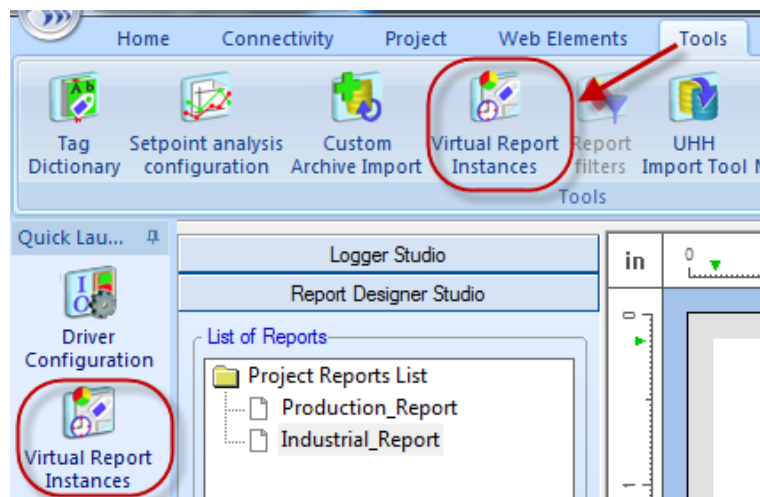 Home Connectivity Project Web Elements Tools
Tag Dictionary
Setpoint analysis configuration
Custom Archive Import
Virtual Report Instances
Report filters
UHH Import Tool
Tools
Quick Lau...
Driver Configuration
Virtual Report Instances
Logger Studio
Report Designer Studio
List of Reports
Project Reports List
Production_Report
Industrial_Report
in
0
0
1